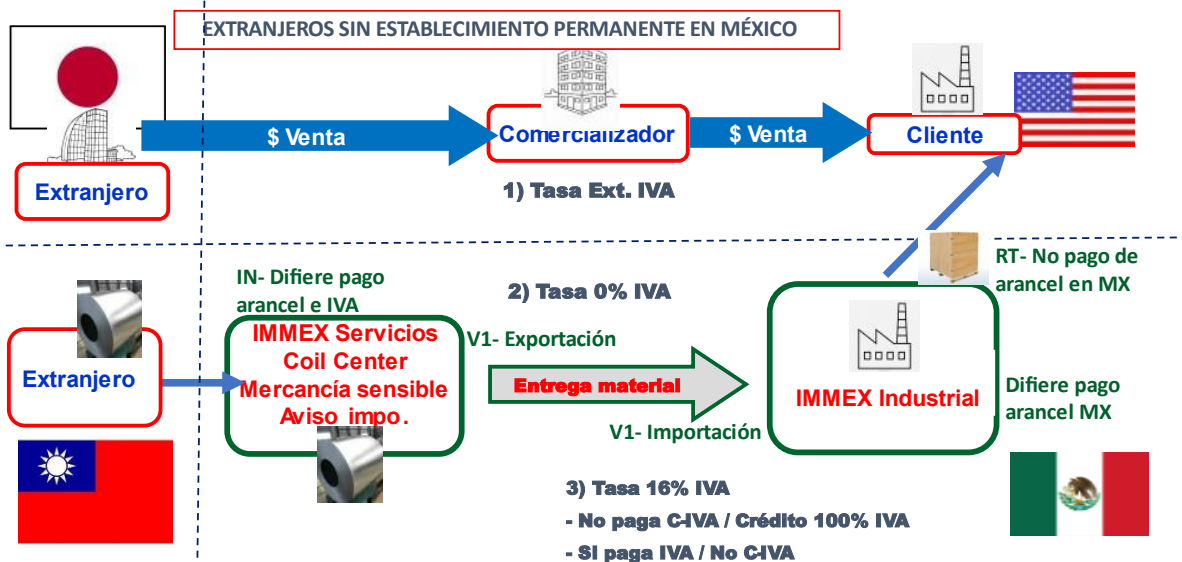 EXTRANJEROS SIN ESTABLECIMIENTO PERMANENTE EN MÉXICO
$ Venta
Comercializador
$ Venta
Cliente
Extranjero
1) Tasa Ext. IVA
IN- Difiere pago
arancel e IVA
2) Tasa 0% IVA
RT- No pago de
arancel en MX
Extranjero
IMMEX Servicios
Coil Center
Mercancía sensible
Aviso impo.
V1- Exportación
Entrega material
V1- Importación
IMMEX Industrial
Difiere pago
arancel MX
3) Tasa 16% IVA
- No paga C-IVA / Crédito 100% IVA
- SI paga IVA / No C-IVA